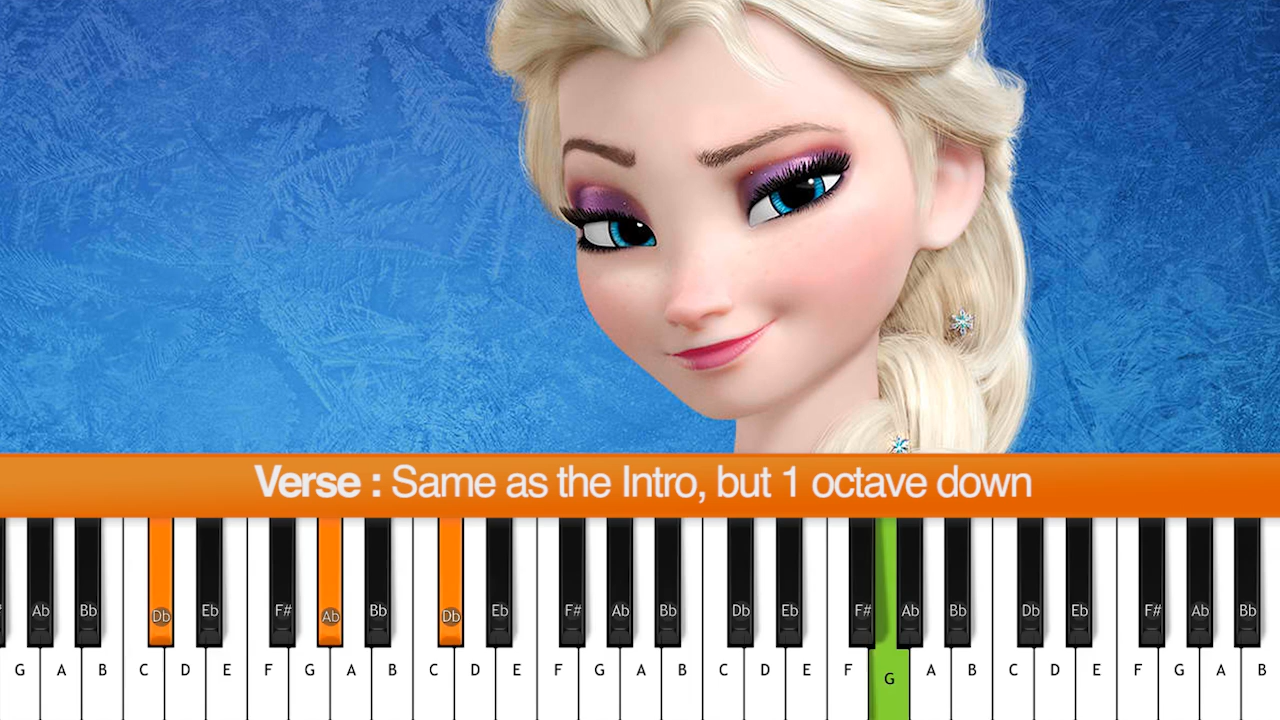 Verse : Same as the Intro, but 1 octave down
Ab Bb Db Eb F# Ab Bb Db Eb F# Ab Bb Db Eb F# Ab Bb Db Eb F# Ab Bb
G A B C D E F G A B C D E F G A B C D E F G A B C D E F G A B